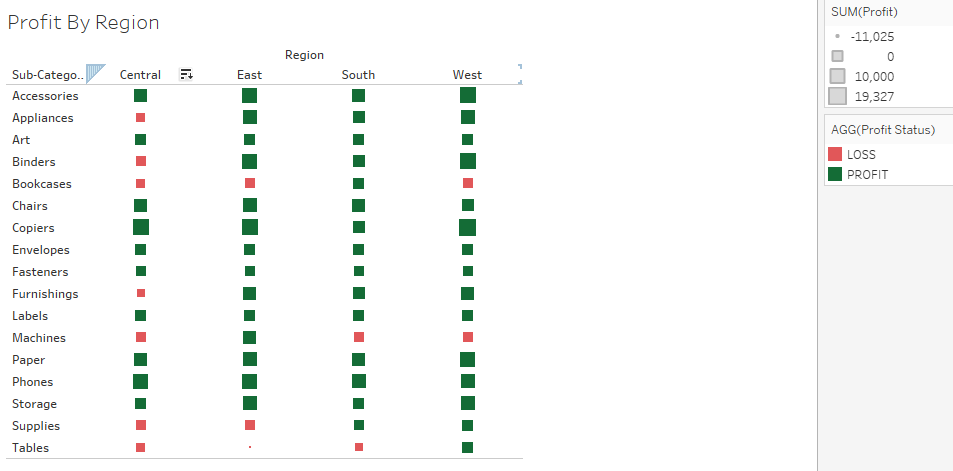 Profit By Region
Region
Sub-Catego.. Central East South West
Accessories
Appliances
Art
Binders
Bookcases
Chairs
Copiers
Envelopes
Fasteners
Furnishings
Labels
Machines
Paper
Phones
Storage
Supplies
Tables
SUM(Profit)
-11,025
0
10,000
19,327
AGG(Profit Status)
LOSS
PROFIT